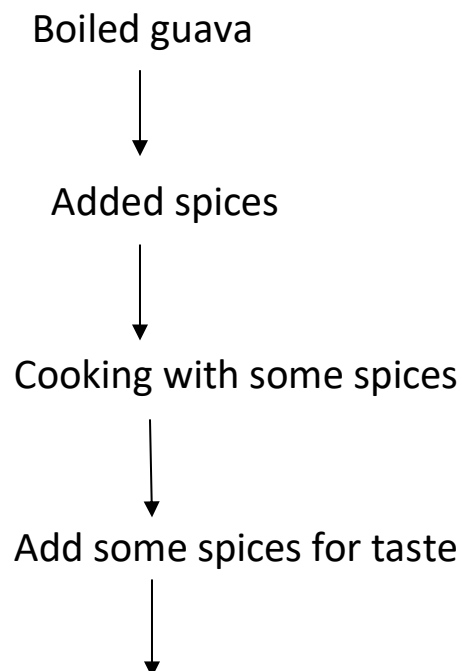 Boiled guava
Added spices
Cooking with some spices
Add some spices for taste